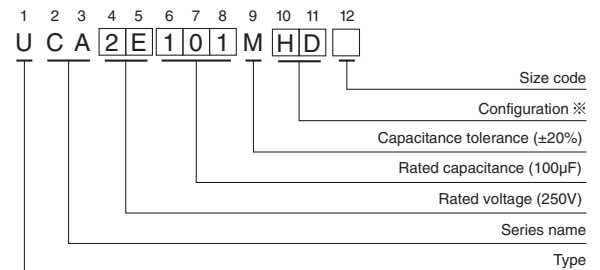 1 2 3 4 5 6 7 8 9 10 11 12
U C A 2 E 1 0 1 M H D
Size code
Configuration ※
Capacitance tolerance (±20%)
Rated capacitance (100µF)
Rated voltage (250V)
Series name
Type